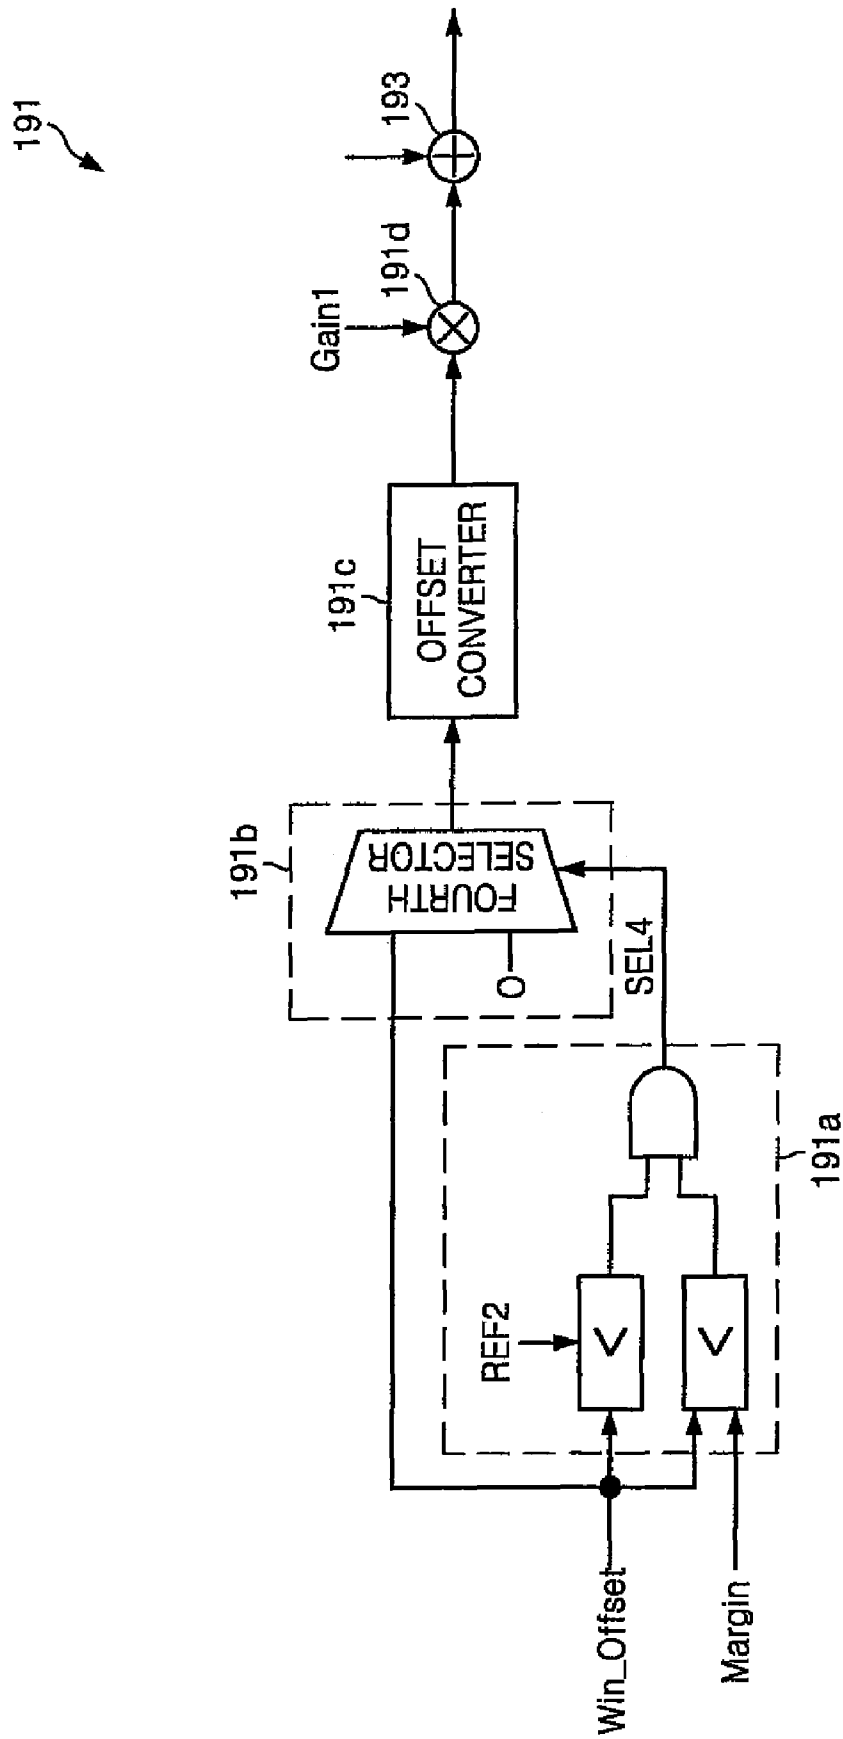 191
193
191d
Gain1
191c
OFFSET
CONVERTER
191b
FOURTH
SELECTOR
0
SEL4
191a
REF2
<
<
Win_Offset
Margin